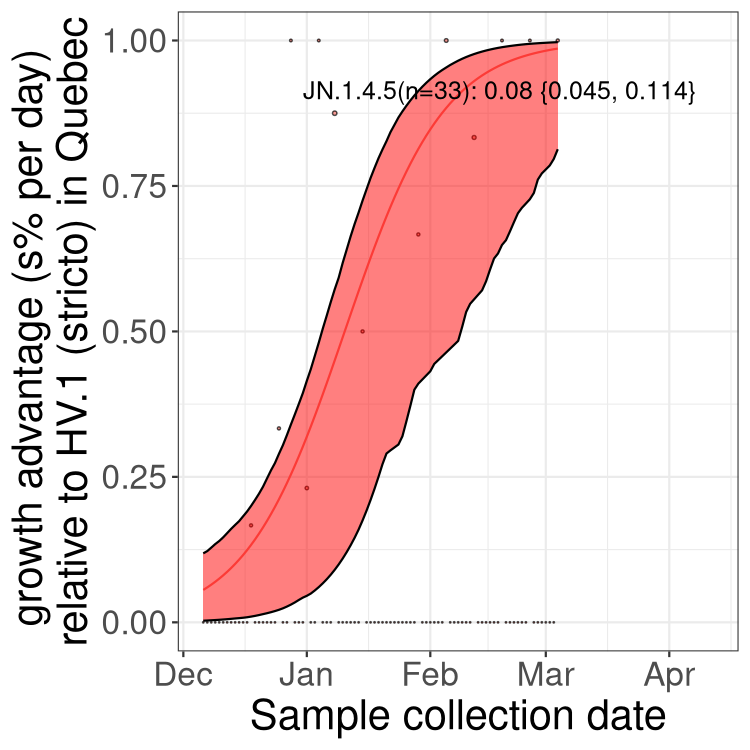 growth advantage (s% per day)
relative to HV.1 (stricto) in Quebec
1.00
0.75
0.50
0.25
0.00
JN.1.4.5(n=33): 0.08 {0.045, 0.114}
Dec Jan Feb Mar Apr
Sample collection date